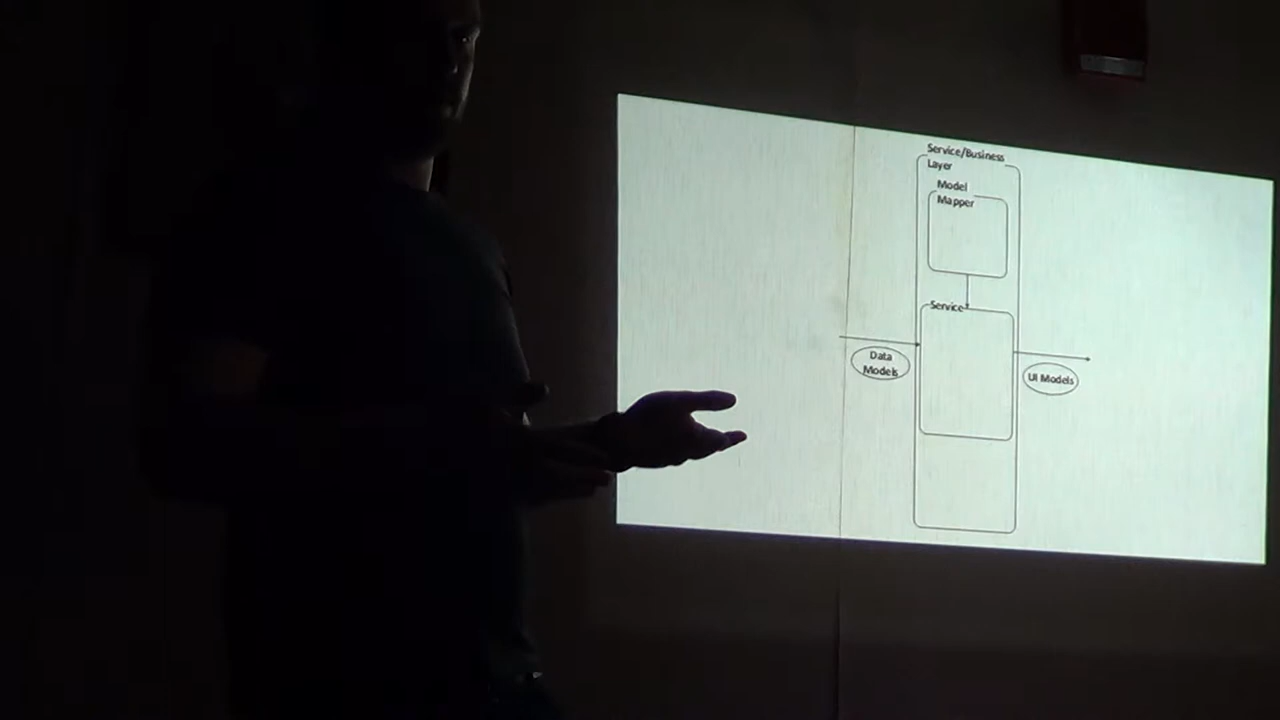 Service/Business
Layer
Model
Mapper
Service
Data
Models
UI Models